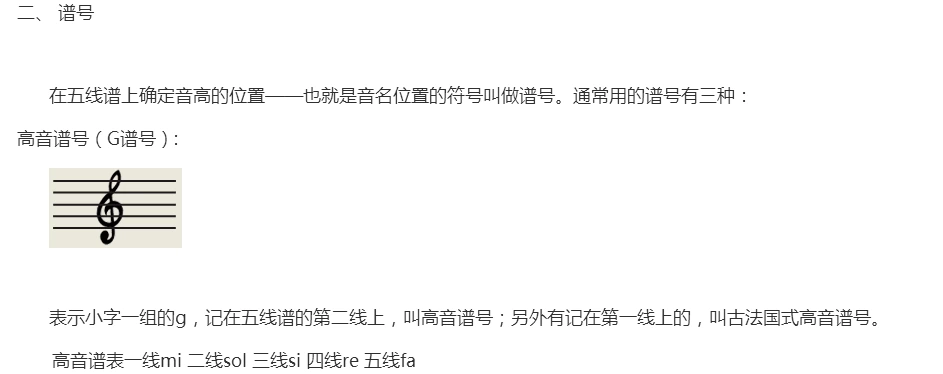 二、 谱号
在五线谱上确定音高的位置——也就是音名位置的符号叫做谱号。通常用的谱号有三种：
高音谱号（G谱号）：
表示小字一组的g，记在五线谱的第二线上，叫高音谱号；另外有记在第一线上的，叫古法国式高音谱号。
高音谱表一线mi 二线sol 三线si 四线re 五线fa